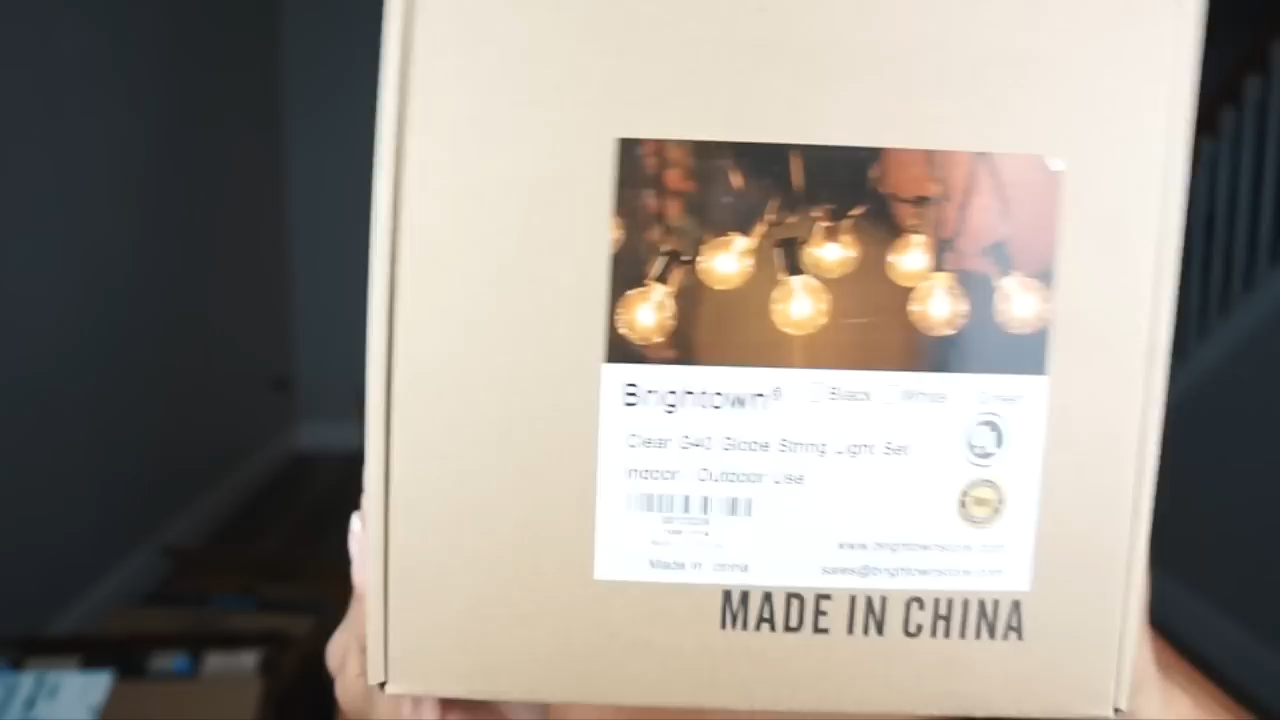 Brightown® Black White
Clear G40 Globe String Light Set
Indoor / Outdoor Use
Made in china
www.brightownstore.com
sales@brightownstore.com
MADE IN CHINA